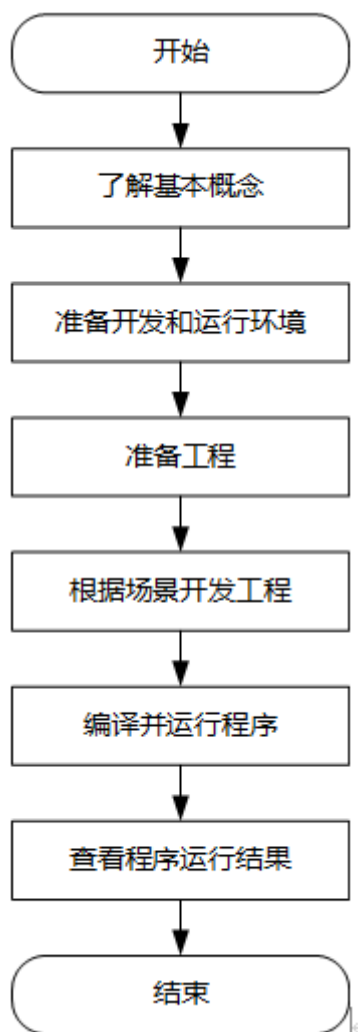 开始
了解基本概念
准备开发和运行环境
准备工程
根据场景开发工程
编译并运行程序
查看程序运行结果
结束